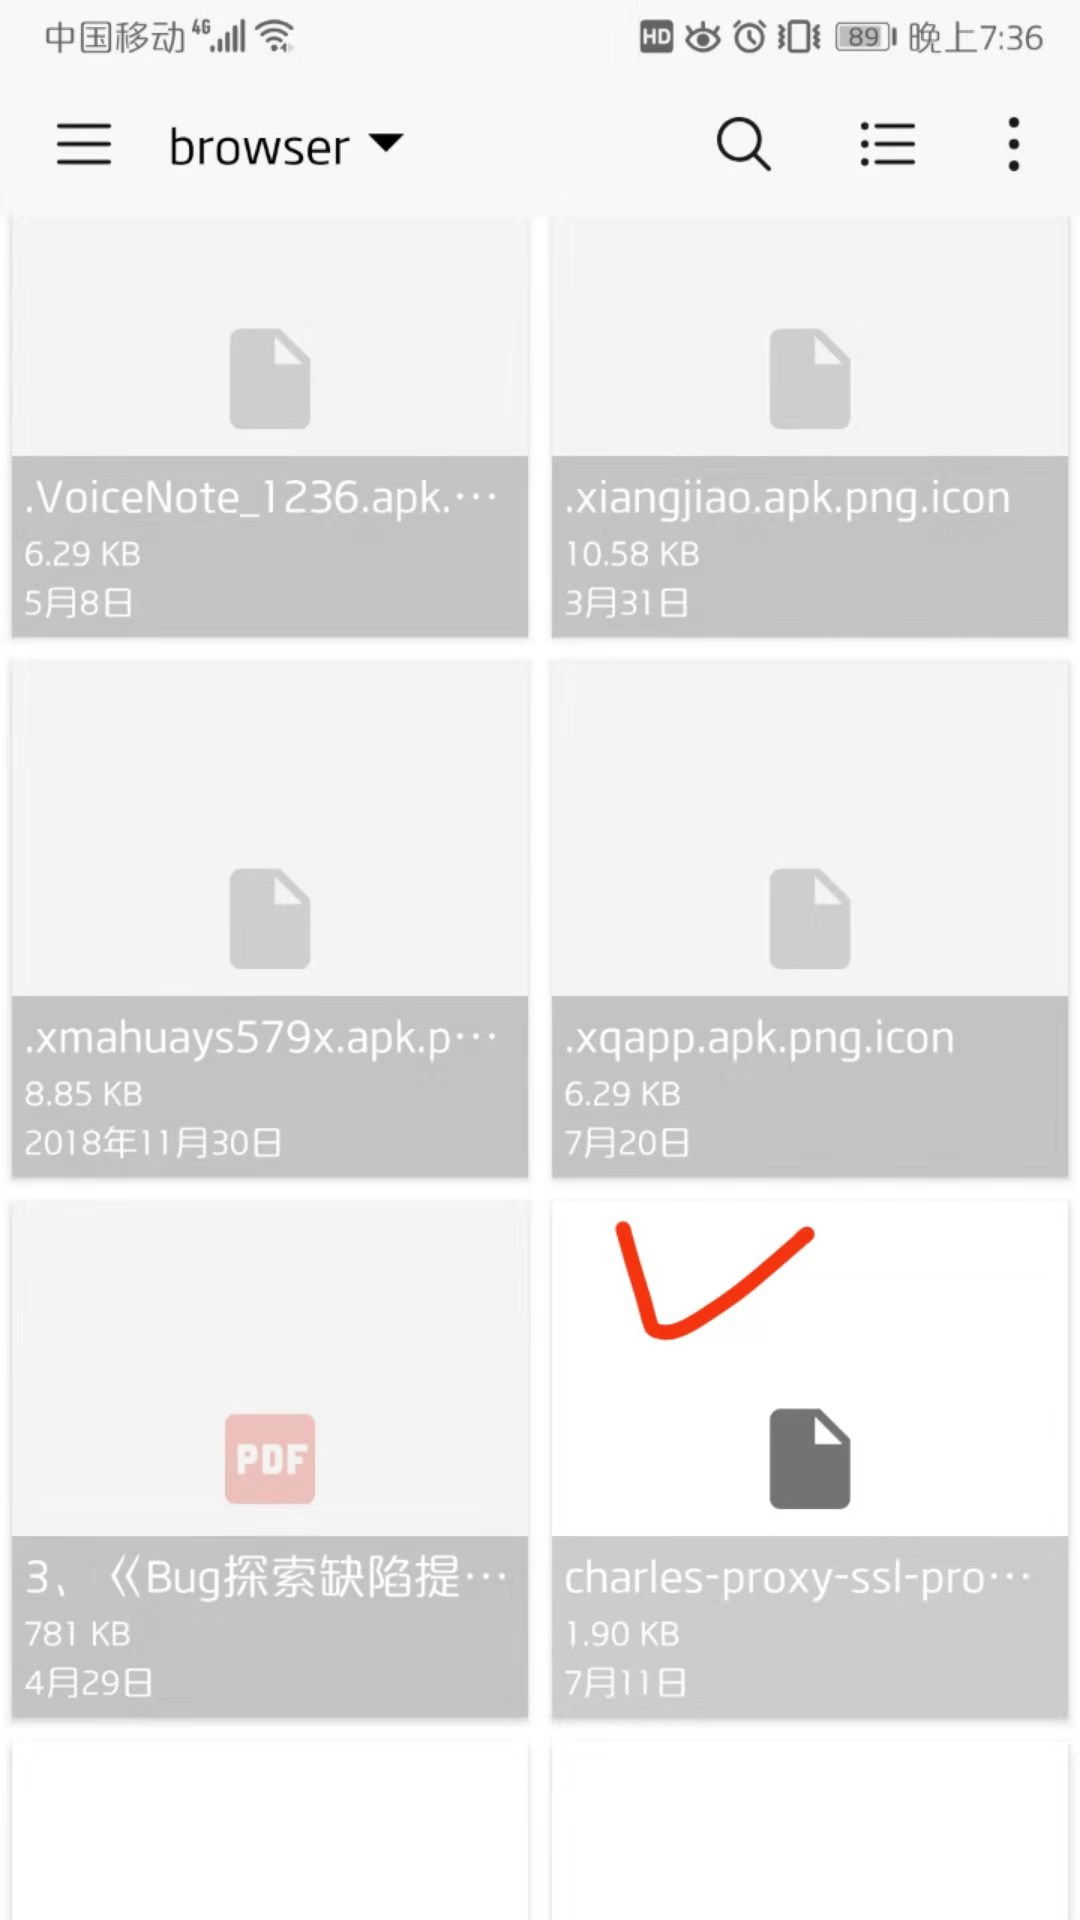 中国移动 4G HD 89 晚上7:36
browser
.VoiceNote_1236.apk.…
6.29 KB
5月8日
.xiangjiao.apk.png.icon
10.58 KB
3月31日
.xmahuays579x.apk.p…
8.85 KB
2018年11月30日
.xqapp.apk.png.icon
6.29 KB
7月20日
PDF
3、《Bug探索缺陷提…
781 KB
4月29日
charles-proxy-ssl-pro…
1.90 KB
7月11日